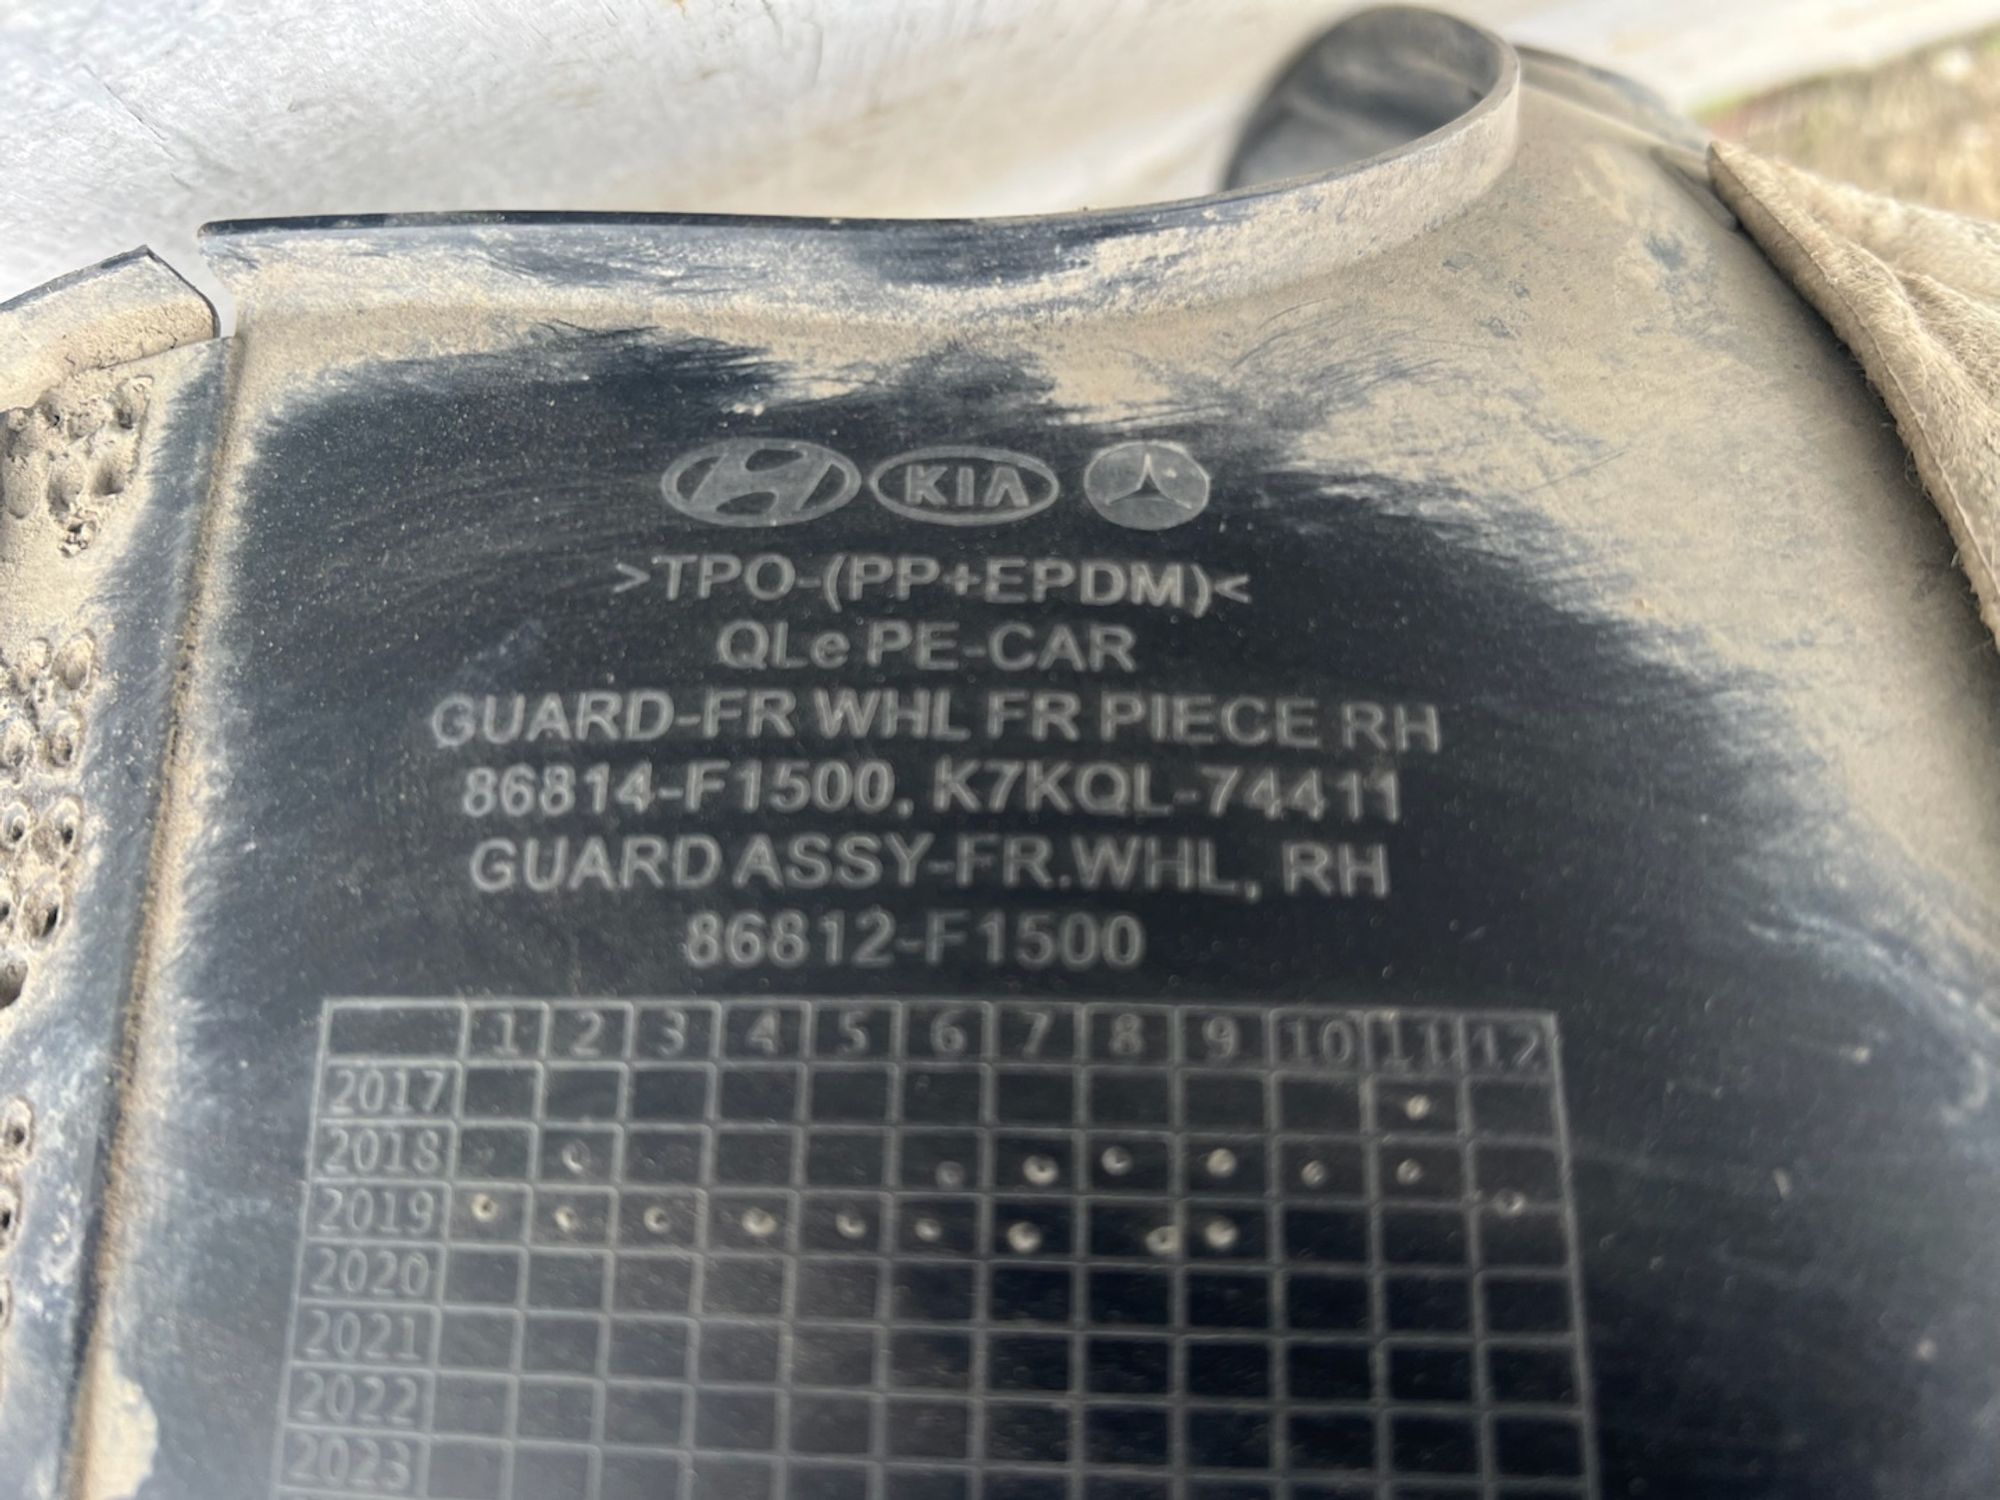 KIA
>TPO-(PP+EPDM)<
QLe PE-CAR
GUARD-FR WHL FR PIECE RH
86814-F1500, K7KQL-74411
GUARD ASSY-FR.WHL, RH
86812-F1500
1 2 3 4 5 6 7 8 9 10 11 12
2017
2018
2019
2020
2021
2022
2023